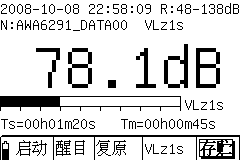 2008-10-08 22:58:09 R:48-138dB
N:AWA6291_DATA00 VLz1s
78.1dB
VLz1s
Ts=00h01m20s Tm=00h00m45s
启动 醒目 复原 VLz1s 存贮